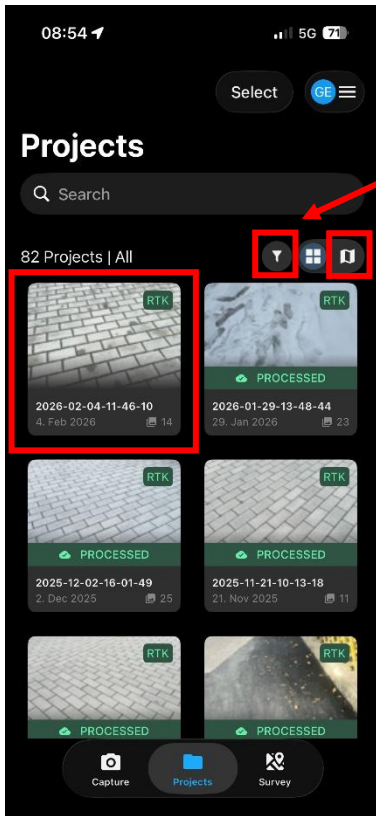 08:54
5G 71
Select
GE
Projects
Search
82 Projects | All
RTK
RTK
PROCESSED
2026-02-04-11-46-10
4. Feb 2026
14
2026-01-29-13-48-44
29. Jan 2026
23
RTK
RTK
PROCESSED
PROCESSED
2025-12-02-16-01-49
2. Dec 2025
25
2025-11-21-10-13-18
21. Nov 2025
11
RTK
RTK
PROCESSED
PROCESSED
Capture
Projects
Survey